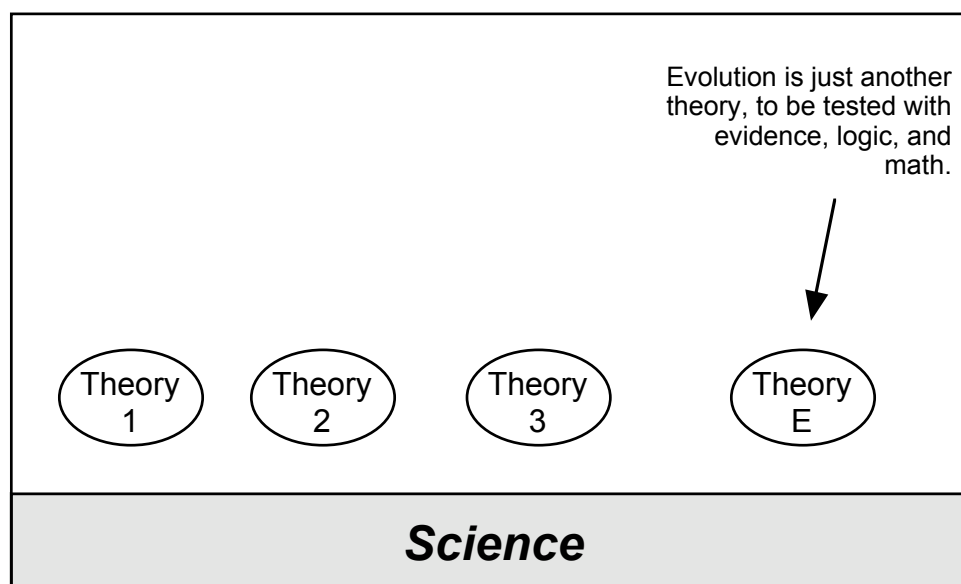 Evolution is just another
theory, to be tested with
evidence, logic, and
math.
Theory
1
Theory
2
Theory
3
Theory
E
Science